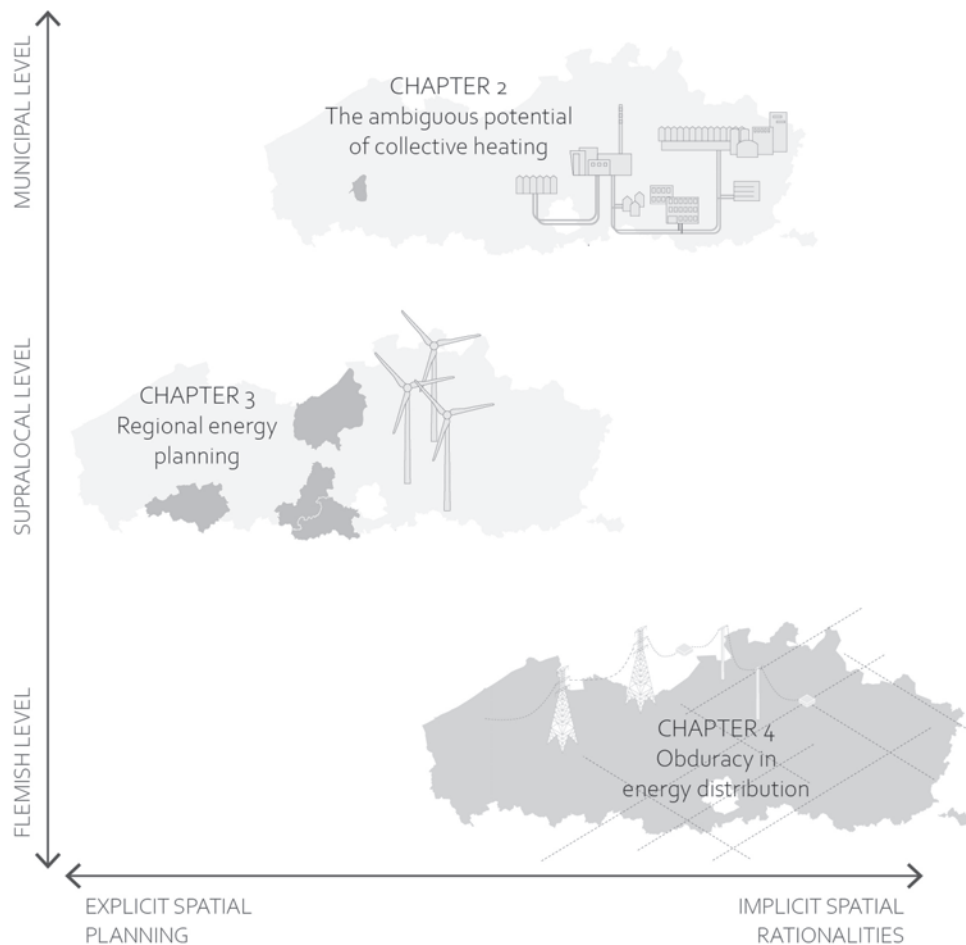 MUNICIPAL LEVEL
CHAPTER 2
The ambiguous potential
of collective heating
SUPRALOCAL LEVEL
CHAPTER 3
Regional energy
planning
FLEMISH LEVEL
CHAPTER 4
Obduracy in
energy distribution
EXPLICIT SPATIAL
PLANNING
IMPLICIT SPATIAL
RATIONALITIES